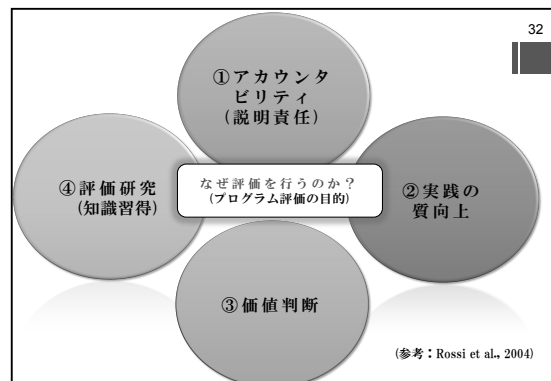 32
①アカウンタ
ビリティ
(説明責任)
④評価研究
(知識習得)
なぜ評価を行うのか？
(プログラム評価の目的)
②実践の
質向上
③価値判断
(参考：Rossi et al., 2004)